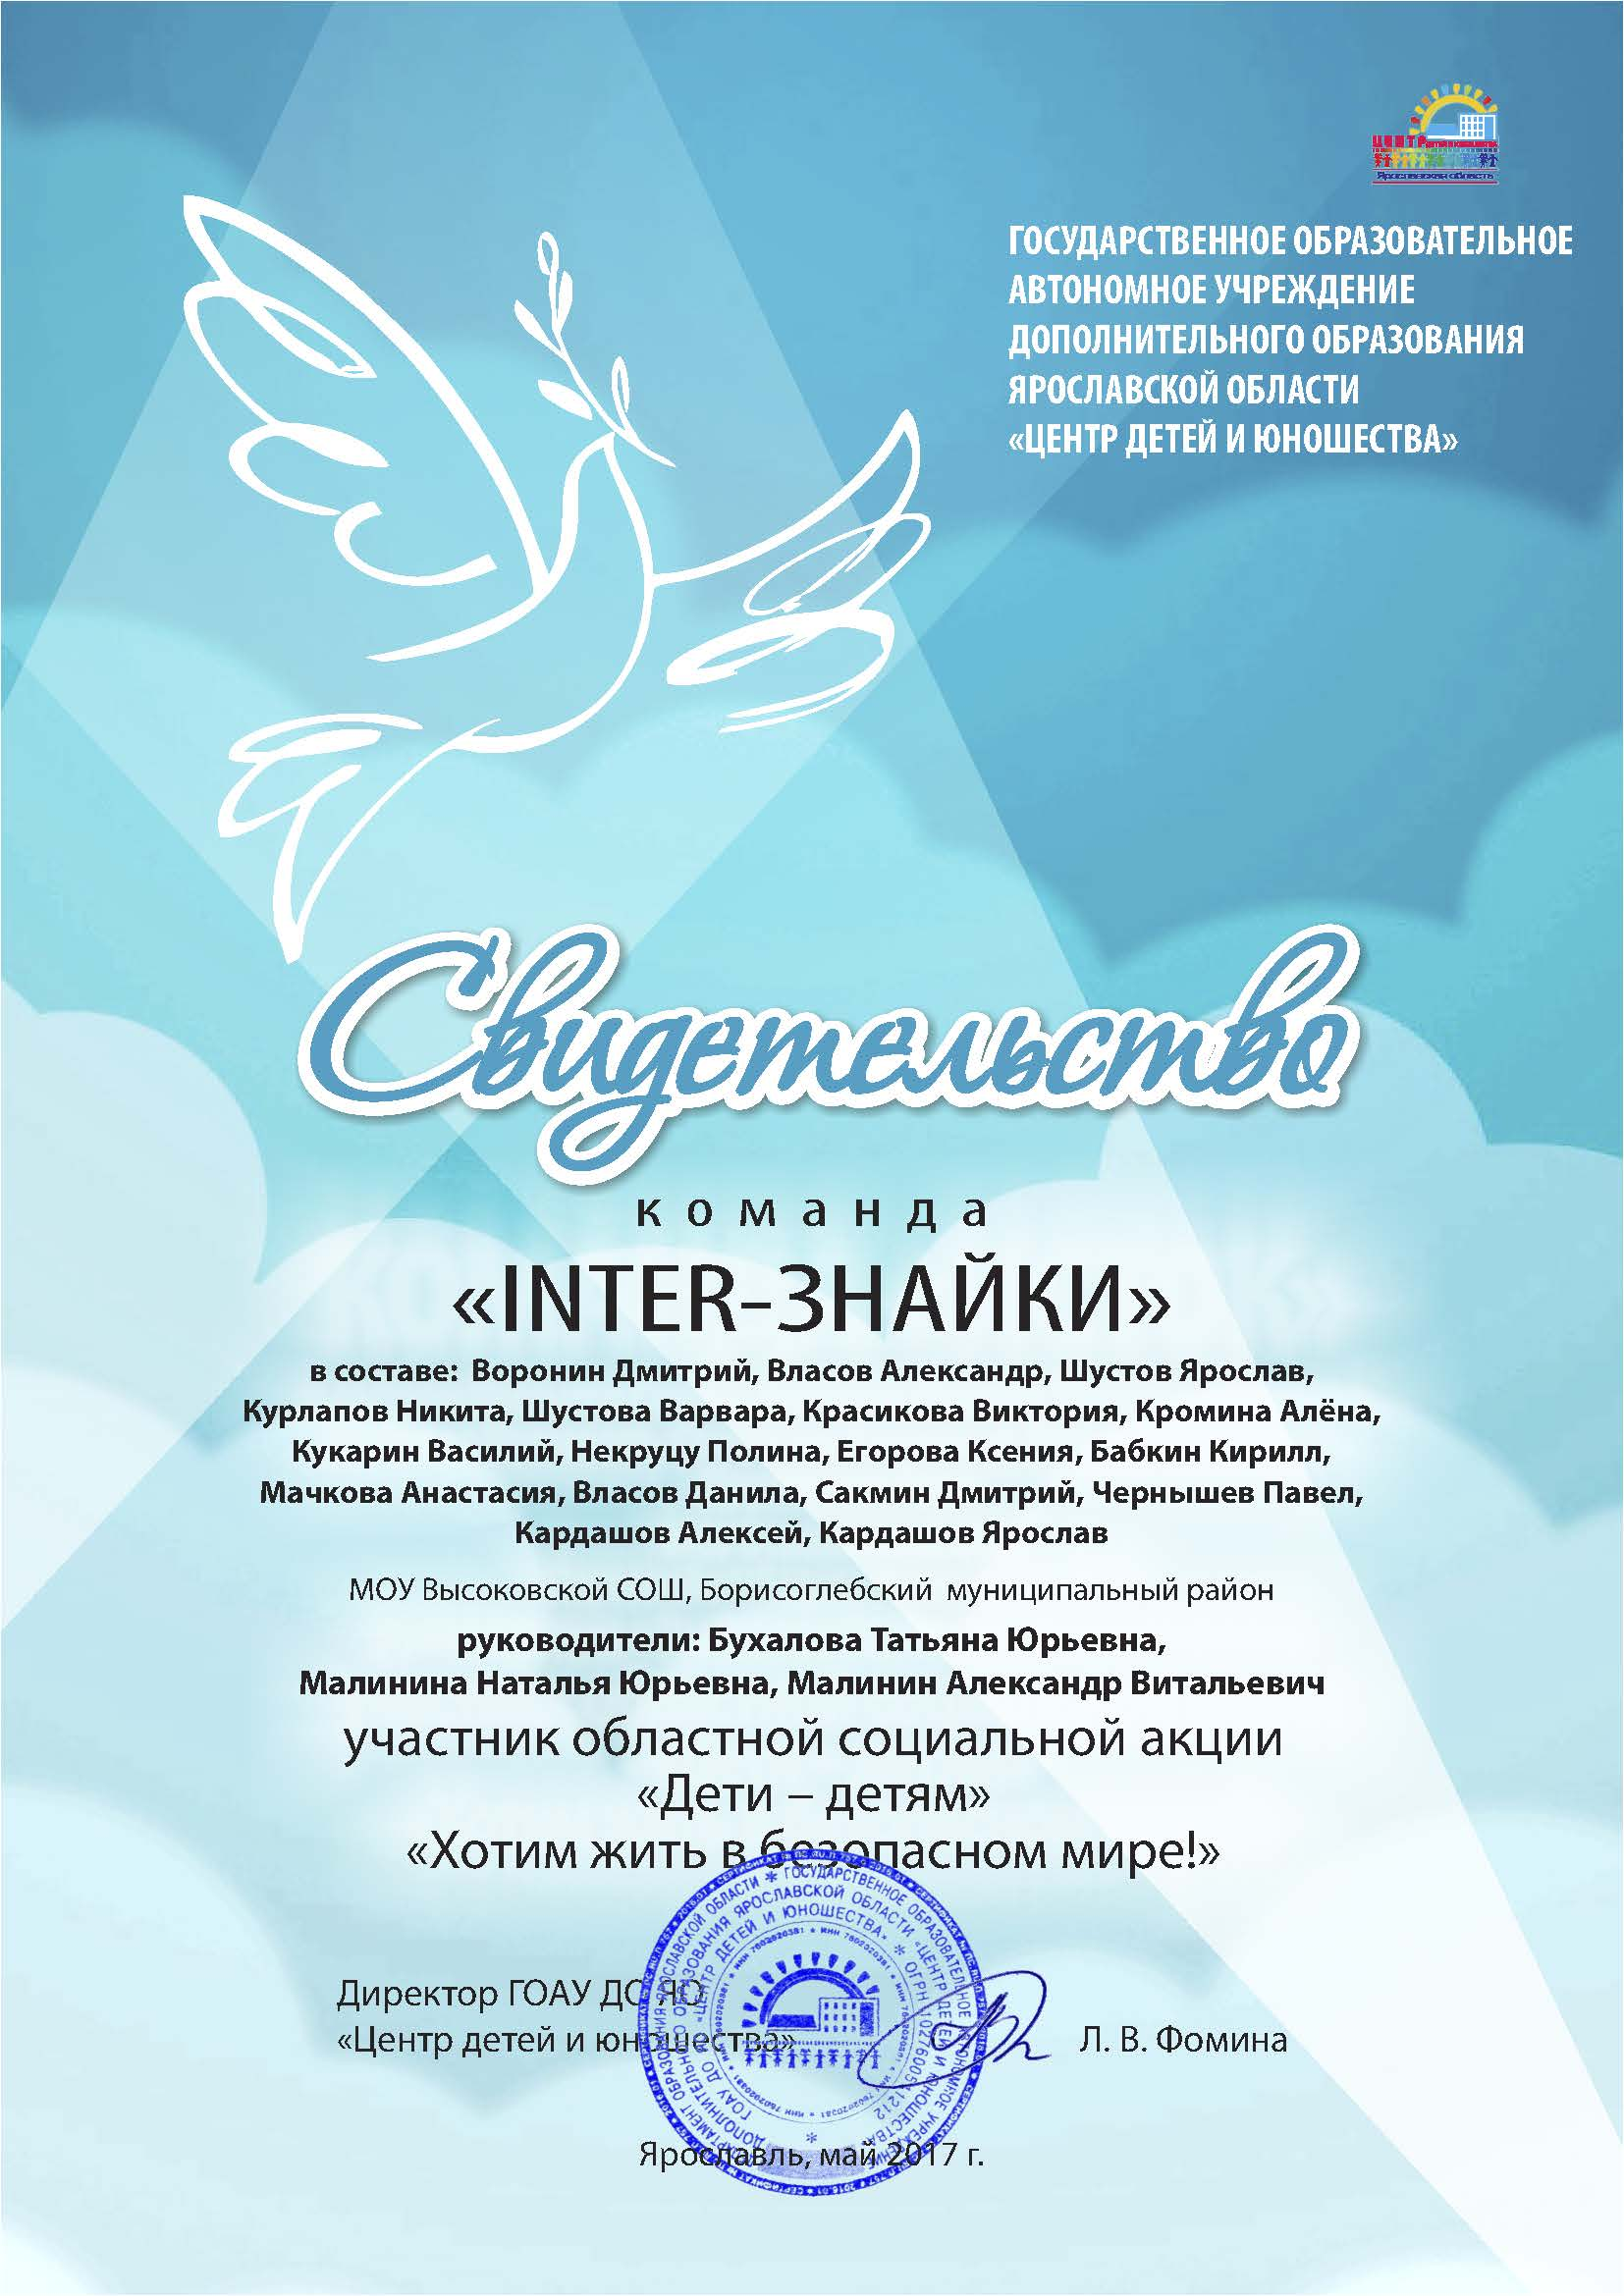 ЦЕНТР
Ярославская область
ГОСУДАРСТВЕННОЕ ОБРАЗОВАТЕЛЬНОЕ
АВТОНОМНОЕ УЧРЕЖДЕНИЕ
ДОПОЛНИТЕЛЬНОГО ОБРАЗОВАНИЯ
ЯРОСЛАВСКОЙ ОБЛАСТИ
«ЦЕНТР ДЕТЕЙ И ЮНОШЕСТВА»
Свидетельство
команда
«INTER-ЗНАЙКИ»
в составе: Воронин Дмитрий, Власов Александр, Шустов Ярослав,
Курлапов Никита, Шустова Варвара, Красикова Виктория, Кромина Алёна,
Кукарин Василий, Некруцу Полина, Егорова Ксения, Бабкин Кирилл,
Мачкова Анастасия, Власов Данила, Сакмин Дмитрий, Чернышев Павел,
Кардашов Алексей, Кардашов Ярослав
МОУ Высоковской СОШ, Борисоглебский муниципальный район
руководители: Бухалова Татьяна Юрьевна,
Малинина Наталья Юрьевна, Малинин Александр Витальевич
участник областной социальной акции
«Дети – детям»
«Хотим жить в безопасном мире!»
Директор ГОАУ ДО ЯО
«Центр детей и юношества»
Л. В. Фомина
Ярославль, май 2017 г.